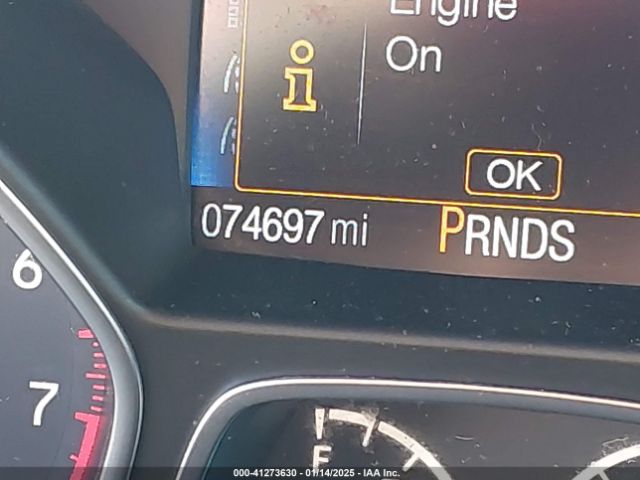 Engine
On
i
OK
074697 mi PRNDS
6
7
F
000-41273630 - 01/14/2025 - IAA Inc.